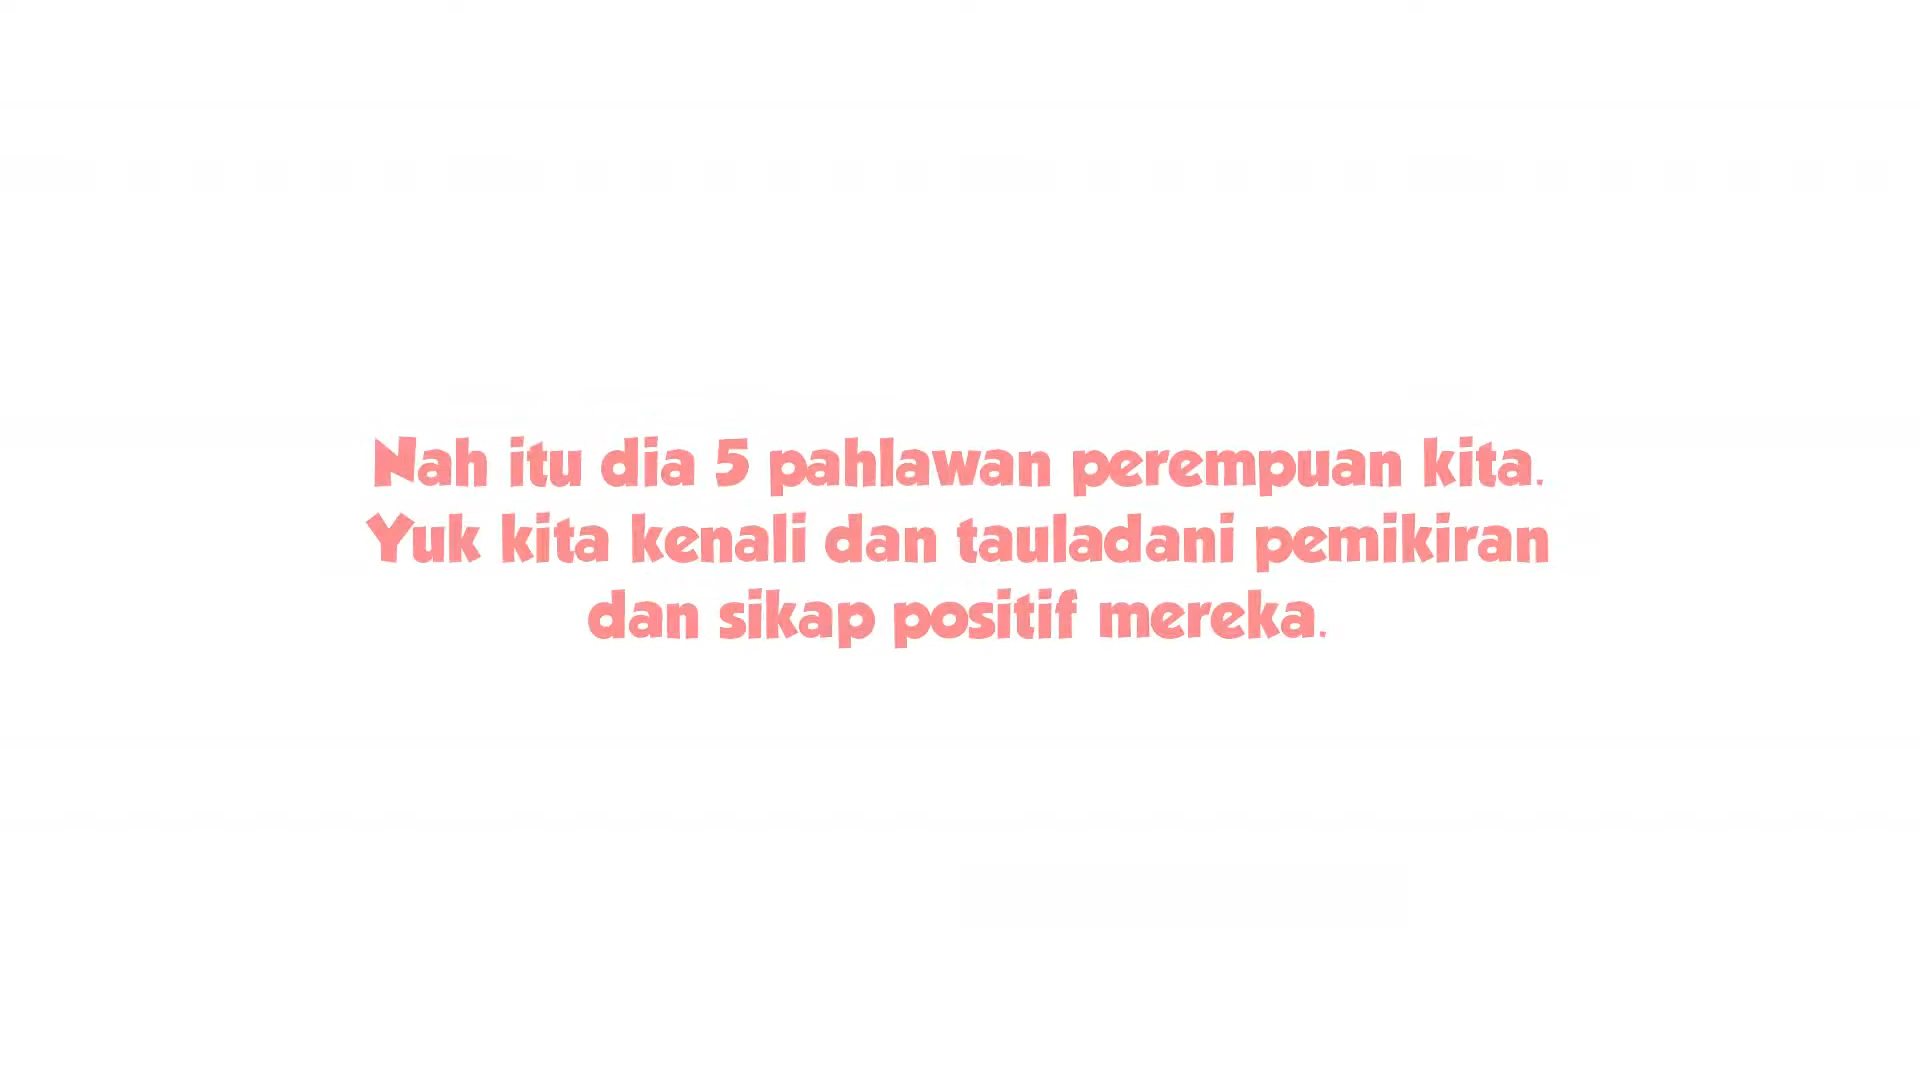 Nah itu dia 5 pahlawan perempuan kita.
Yuk kita kenali dan tauladani pemikiran
dan sikap positif mereka.